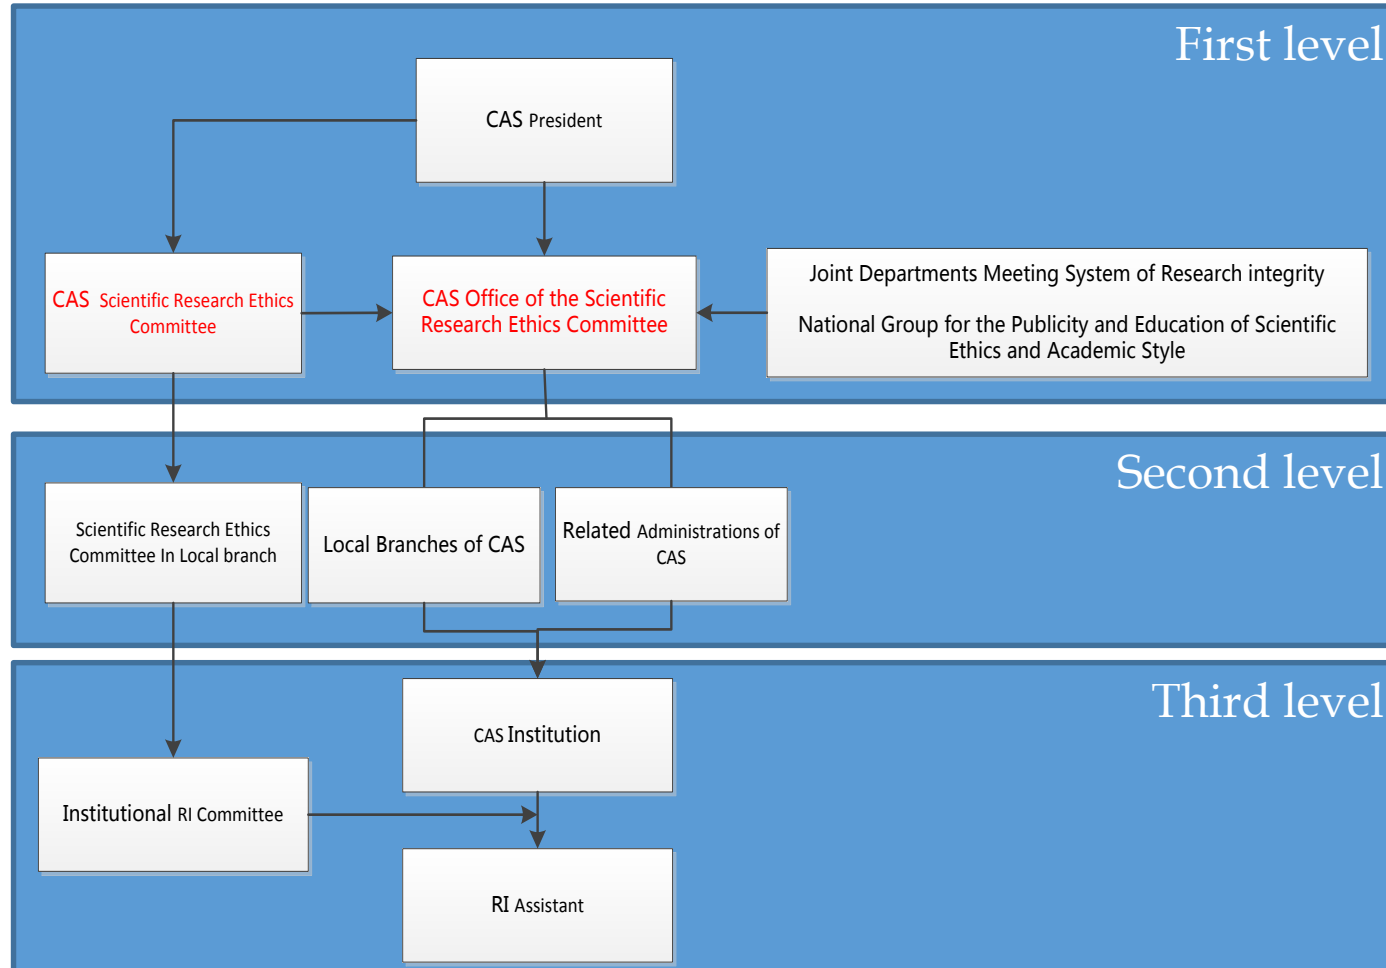 First level
CAS President
CAS Scientific Research Ethics
Committee
CAS Office of the Scientific
Research Ethics Committee
Joint Departments Meeting System of Research integrity
National Group for the Publicity and Education of Scientific
Ethics and Academic Style
Second level
Scientific Research Ethics
Committee In Local branch
Local Branches of CAS
Related Administrations of
CAS
Third level
CAS Institution
Institutional RI Committee
RI Assistant